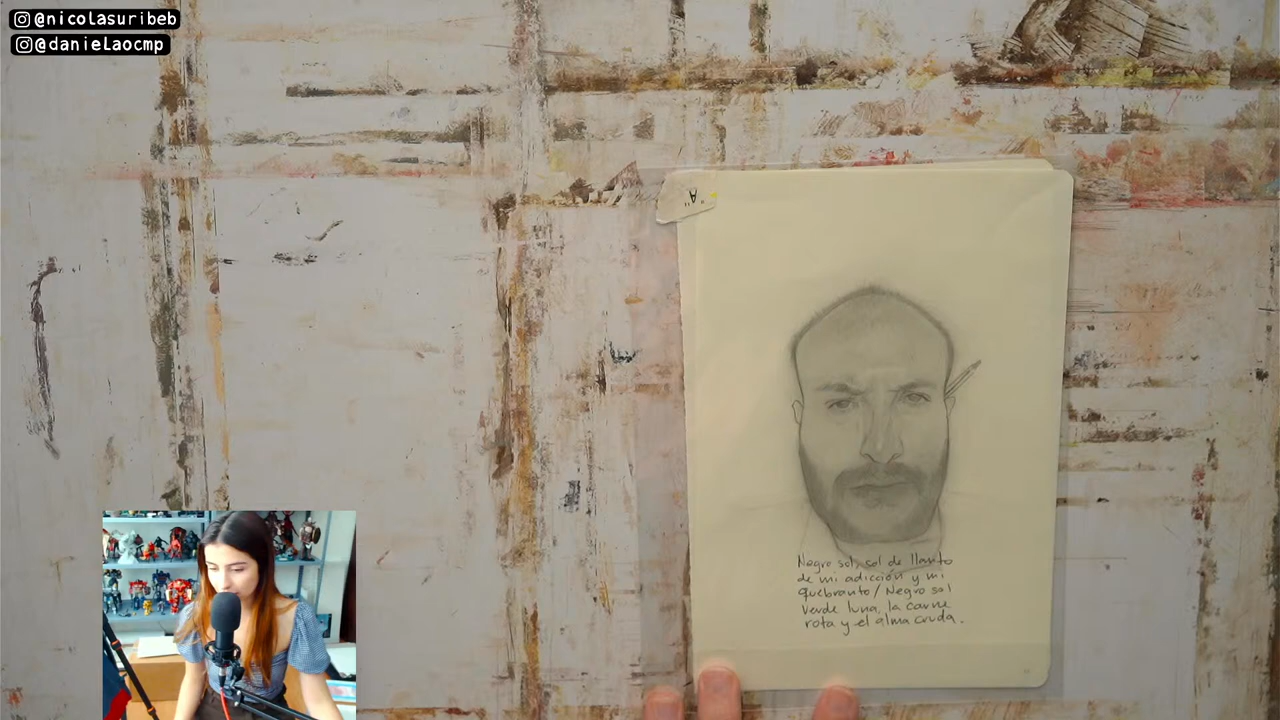 @nicolasuribeb
@danielaocmp
"A"
Negro sol, sol de llanto
de mi adicción y mi
quebranto / Negro sol
verde luna, la carne
rota y el alma cruda.